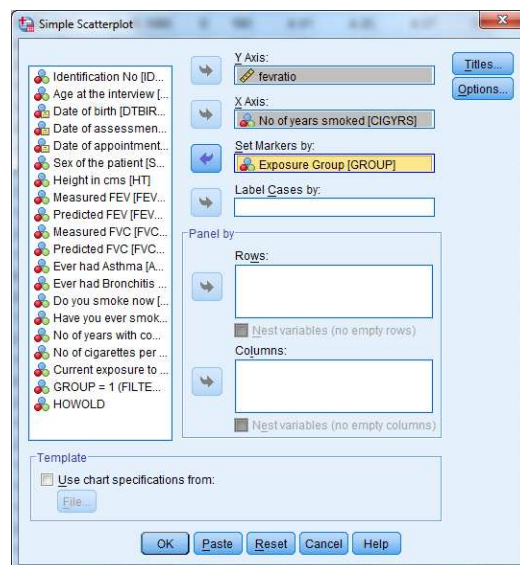 Simple Scatterplot
Identification No [ID...
Age at the interview [...
Date of birth [DTBIR...
Date of assessmen...
Date of appointment...
Sex of the patient [S...
Height in cms [HT]
Measured FEV [FEV...
Predicted FEV [FEV...
Measured FVC [FVC...
Predicted FVC [FVC...
Ever had Asthma [A...
Ever had Bronchitis ...
Do you smoke now [...
Have you ever smok...
No of years with co...
No of cigarettes per ...
Current exposure to ...
GROUP = 1 (FILTE...
HOWOLD
Y Axis:
fevratio
X Axis:
No of years smoked [CIGYRS]
Set Markers by:
Exposure Group [GROUP]
Label Cases by:
Panel by
Rows:
Nest variables (no empty rows)
Columns:
Nest variables (no empty columns)
Titles...
Options...
Template
Use chart specifications from:
File...
OK Paste Reset Cancel Help